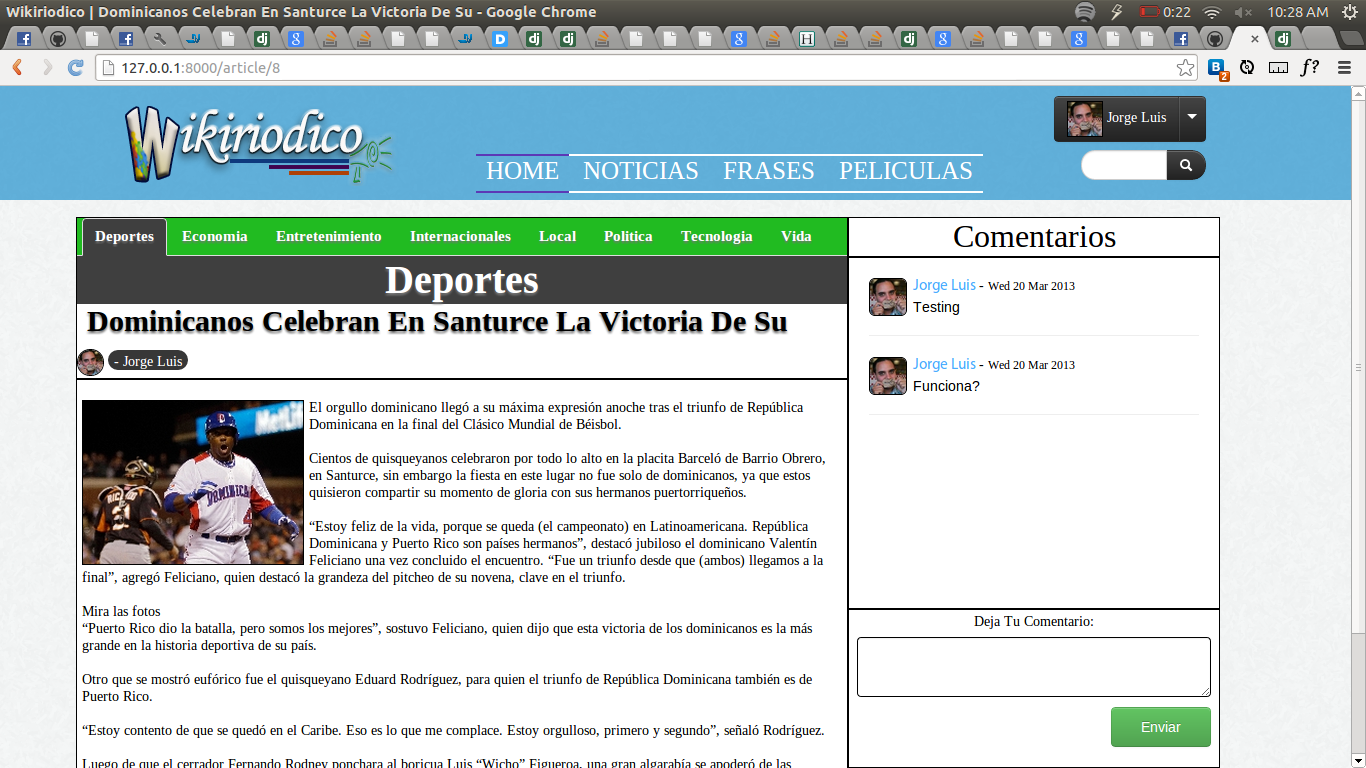 Wikiriodico | Dominicanos Celebran En Santurce La Victoria De Su - Google Chrome
0:22
10:28 AM
127.0.0.1:8000/article/8
2
f?
Wikiriodico
Jorge Luis
HOME NOTICIAS FRASES PELICULAS
Deportes Economia Entretenimiento Internacionales Local Politica Tecnologia Vida
Deportes
Dominicanos Celebran En Santurce La Victoria De Su
- Jorge Luis
El orgullo dominicano llegó a su máxima expresión anoche tras el triunfo de República
Dominicana en la final del Clásico Mundial de Béisbol.
Cientos de quisqueyanos celebraron por todo lo alto en la placita Barceló de Barrio Obrero,
en Santurce, sin embargo la fiesta en este lugar no fue solo de dominicanos, ya que estos
quisieron compartir su momento de gloria con sus hermanos puertorriqueños.
“Estoy feliz de la vida, porque se queda (el campeonato) en Latinoamericana. República
Dominicana y Puerto Rico son países hermanos”, destacó jubiloso el dominicano Valentín
Feliciano una vez concluido el encuentro. “Fue un triunfo desde que (ambos) llegamos a la
final”, agregó Feliciano, quien destacó la grandeza del pitcheo de su novena, clave en el triunfo.
Mira las fotos
“Puerto Rico dio la batalla, pero somos los mejores”, sostuvo Feliciano, quien dijo que esta victoria de los dominicanos es la más
grande en la historia deportiva de su país.
Otro que se mostró eufórico fue el quisqueyano Eduard Rodríguez, para quien el triunfo de República Dominicana también es de
Puerto Rico.
“Estoy contento de que se quedó en el Caribe. Eso es lo que me complace. Estoy orgulloso, primero y segundo”, señaló Rodríguez.
Luego de que el cerrador Fernando Rodney ponchara al boricua Luis “Wicho” Figueroa, una gran algarabía se apoderó de las
Comentarios
Jorge Luis - Wed 20 Mar 2013
Testing
Jorge Luis - Wed 20 Mar 2013
Funciona?
Deja Tu Comentario:
Enviar